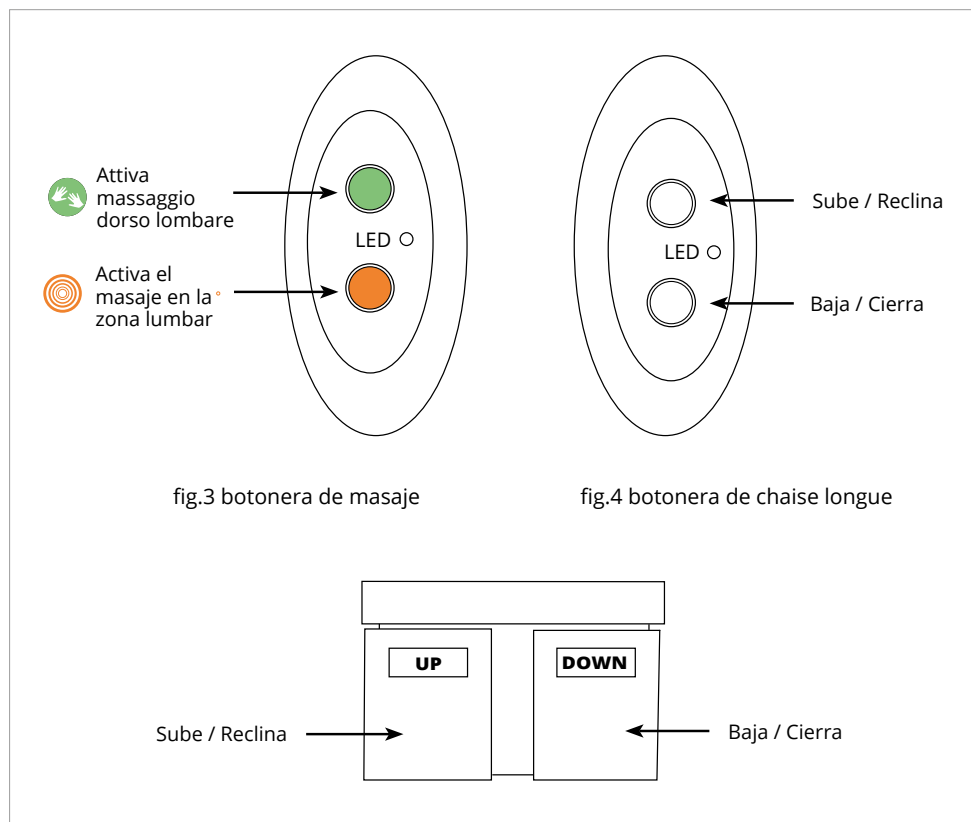 Attiva
massaggio
dorso lombare
LED
Activa el
masaje en la
zona lumbar
fig.3 botonera de masaje
Sube / Reclina
LED
Baja / Cierra
fig.4 botonera de chaise longue
UP
DOWN
Sube / Reclina
Baja / Cierra